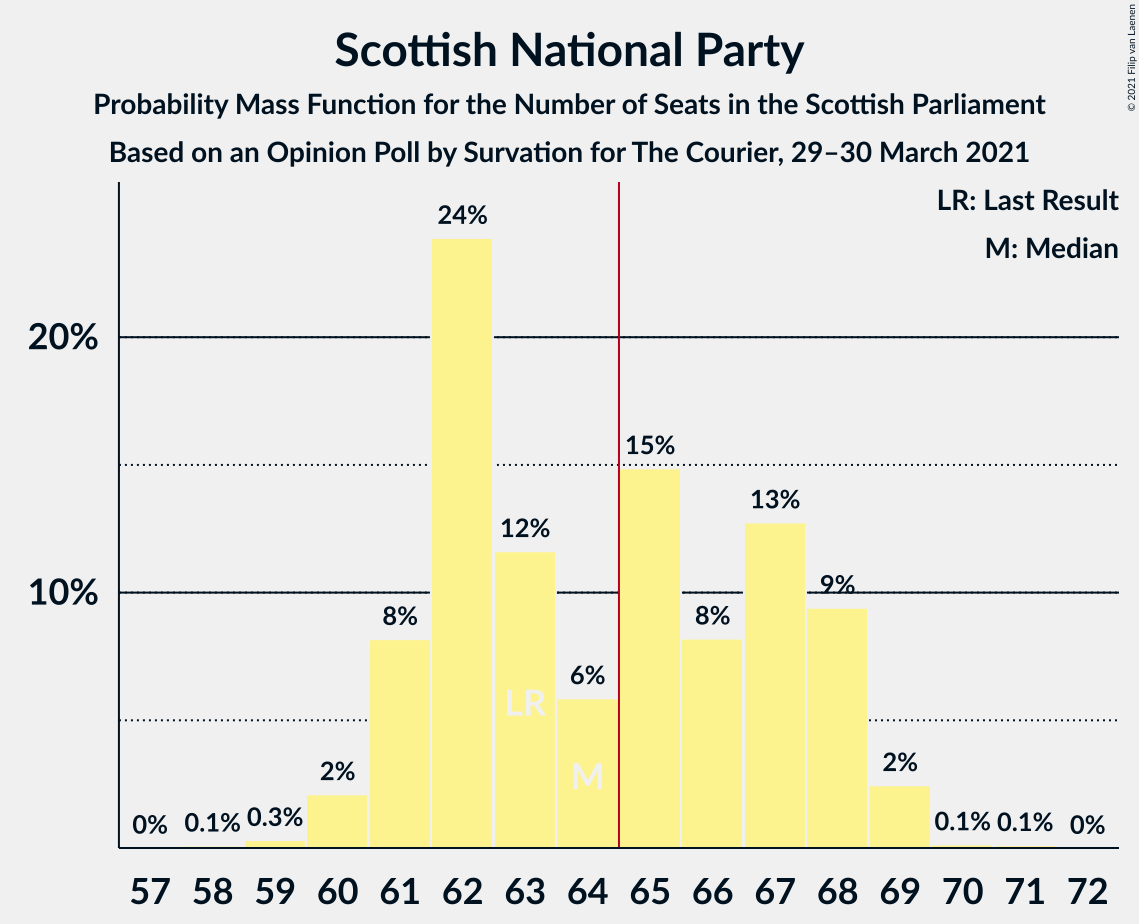 Scottish National Party
Probability Mass Function for the Number of Seats in the Scottish Parliament
Based on an Opinion Poll by Survation for The Courier, 29–30 March 2021
© 2021 Filip van Laenen
LR: Last Result
M: Median
20%
10%
0%
0.1%
0.3%
2%
8%
24%
12%
6%
15%
8%
13%
9%
2%
0.1%
0.1%
0%
LR
M
57 58 59 60 61 62 63 64 65 66 67 68 69 70 71 72